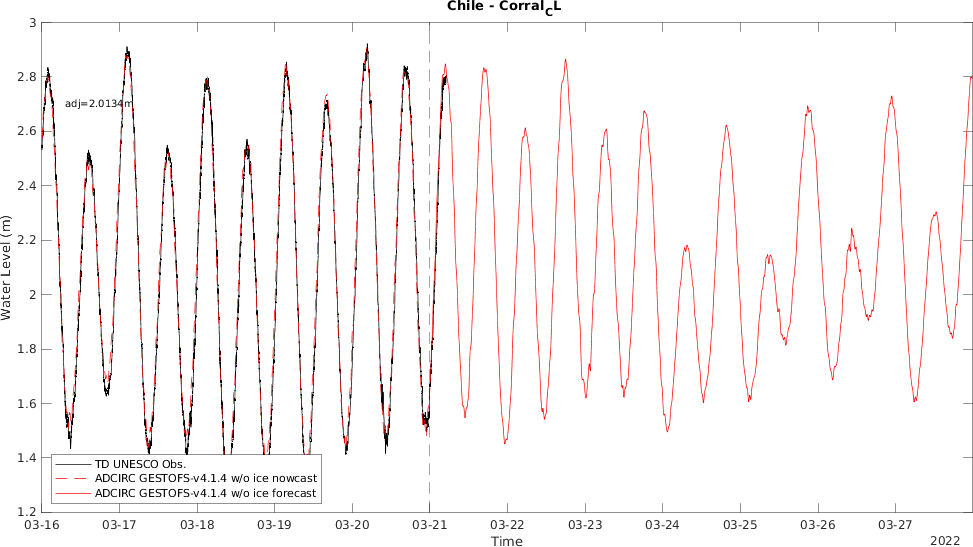 Chile - Corral_CL
3
2.8
2.6
2.4
2.2
2
1.8
1.6
1.4
1.2
Water Level (m)
adj=2.0134m
TD UNESCO Obs.
ADCIRC GESTOFS-v4.1.4 w/o ice nowcast
ADCIRC GESTOFS-v4.1.4 w/o ice forecast
03-16 03-17 03-18 03-19 03-20 03-21 03-22 03-23 03-24 03-25 03-26 03-27
Time
2022